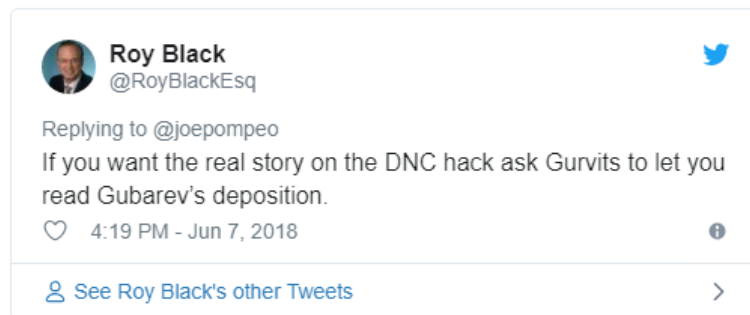 Roy Black
@RoyBlackEsq
Replying to @joepompeo
If you want the real story on the DNC hack ask Gurvits to let you
read Gubarev's deposition.
4:19 PM - Jun 7, 2018
See Roy Black's other Tweets